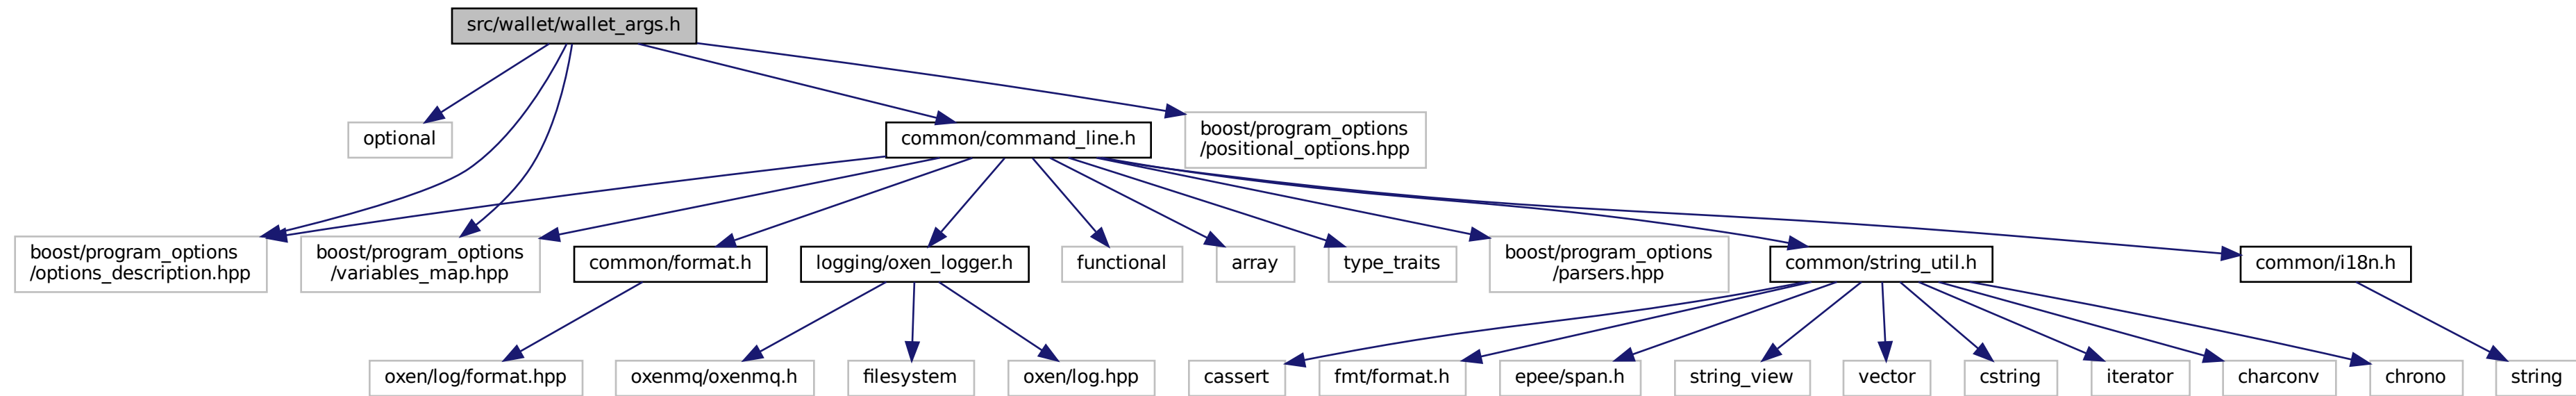 src/wallet/wallet_args.h
optional
common/command_line.h
boost/program_options
/positional_options.hpp
boost/program_options
/options_description.hpp
boost/program_options
/variables_map.hpp
common/format.h
logging/oxen_logger.h
functional
array
type_traits
boost/program_options
/parsers.hpp
common/string_util.h
common/i18n.h
oxen/log/format.hpp
oxenmq/oxenmq.h
filesystem
oxen/log.hpp
cassert
fmt/format.h
epee/span.h
string_view
vector
cstring
iterator
charconv
chrono
string